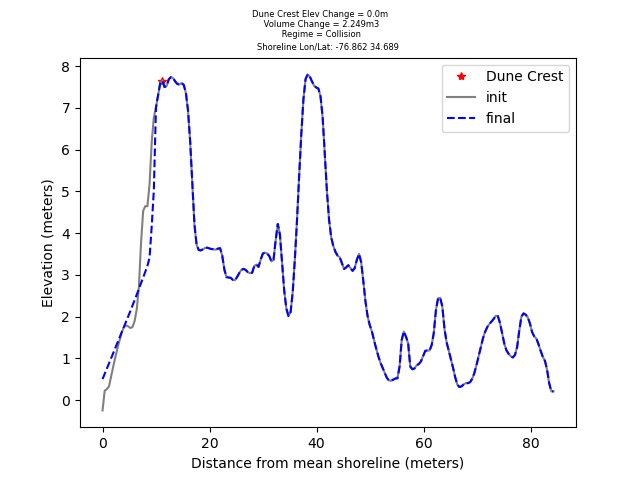 Dune Crest Elev Change = 0.0m
Volume Change = 2.249m3
Regime = Collision
Shoreline Lon/Lat: -76.862 34.689
Dune Crest
init
final
8
7
6
5
4
3
2
1
0
Elevation (meters)
0 20 40 60 80
Distance from mean shoreline (meters)